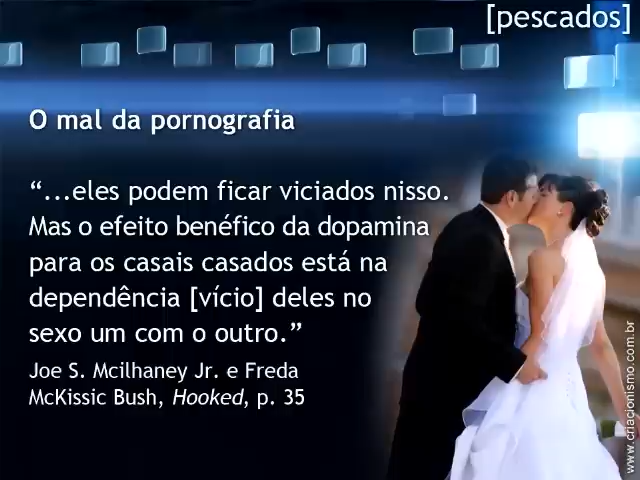 [pescados]
O mal da pornografia
“...eles podem ficar viciados nisso.
Mas o efeito benéfico da dopamina
para os casais casados está na
dependência [vício] deles no
sexo um com o outro.”
Joe S. Mcilhaney Jr. e Freda
McKissic Bush, Hooked, p. 35
www.criacionismo.com.br